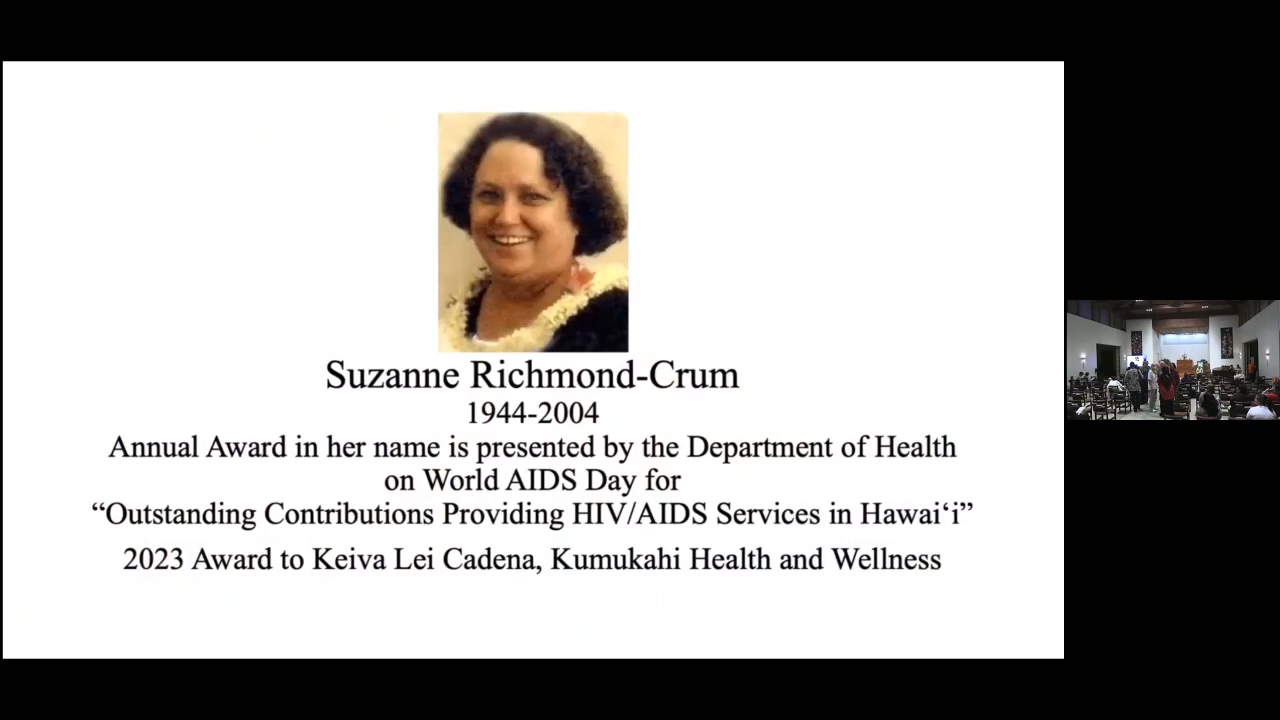 Suzanne Richmond-Crum
1944-2004
Annual Award in her name is presented by the Department of Health
on World AIDS Day for
“Outstanding Contributions Providing HIV/AIDS Services in Hawai‘i”
2023 Award to Keiva Lei Cadena, Kumukahi Health and Wellness